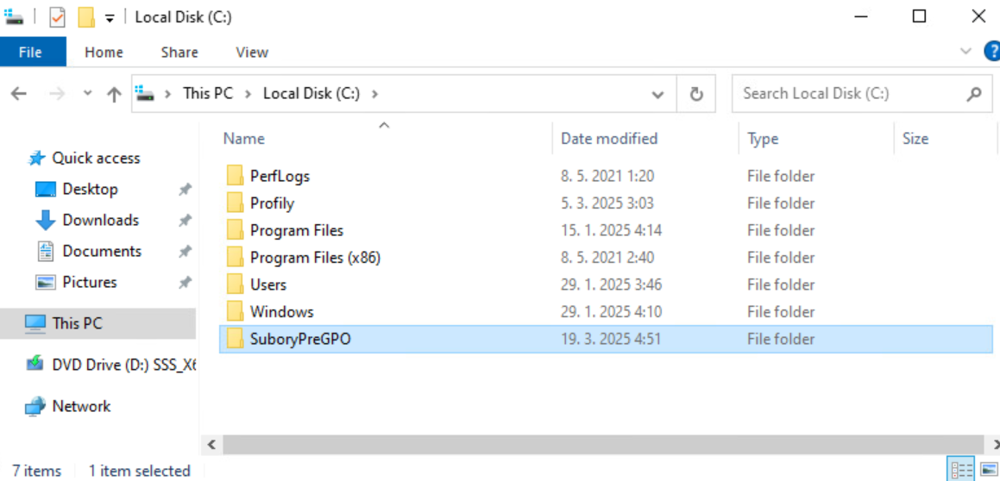 Local Disk (C:)
File Home Share View
This PC Local Disk (C:) Search Local Disk (C:)
Name Date modified Type Size
Quick access
Desktop
Downloads
Documents
Pictures
This PC
DVD Drive (D:) SSS_X6
Network
PerfLogs 8. 5. 2021 1:20 File folder
Profily 5. 3. 2025 3:03 File folder
Program Files 15. 1. 2025 4:14 File folder
Program Files (x86) 8. 5. 2021 2:40 File folder
Users 29. 1. 2025 3:46 File folder
Windows 29. 1. 2025 4:10 File folder
SuboryPreGPO 19. 3. 2025 4:51 File folder
7 items 1 item selected